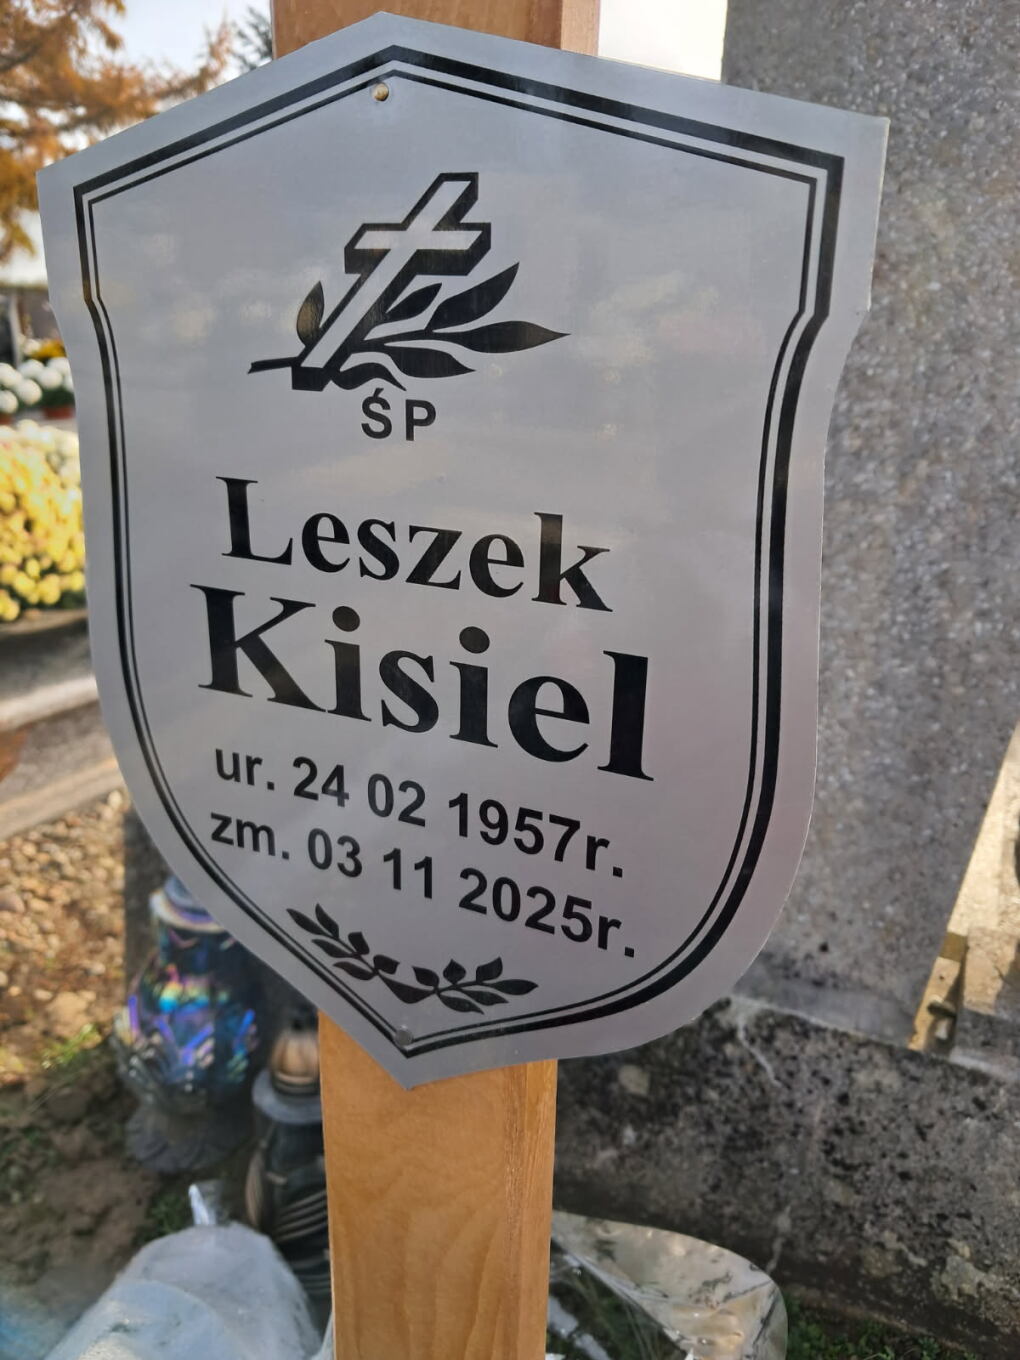 ŚP
Leszek
Kisiel
ur. 24 02 1957r.
zm. 03 11 2025r.